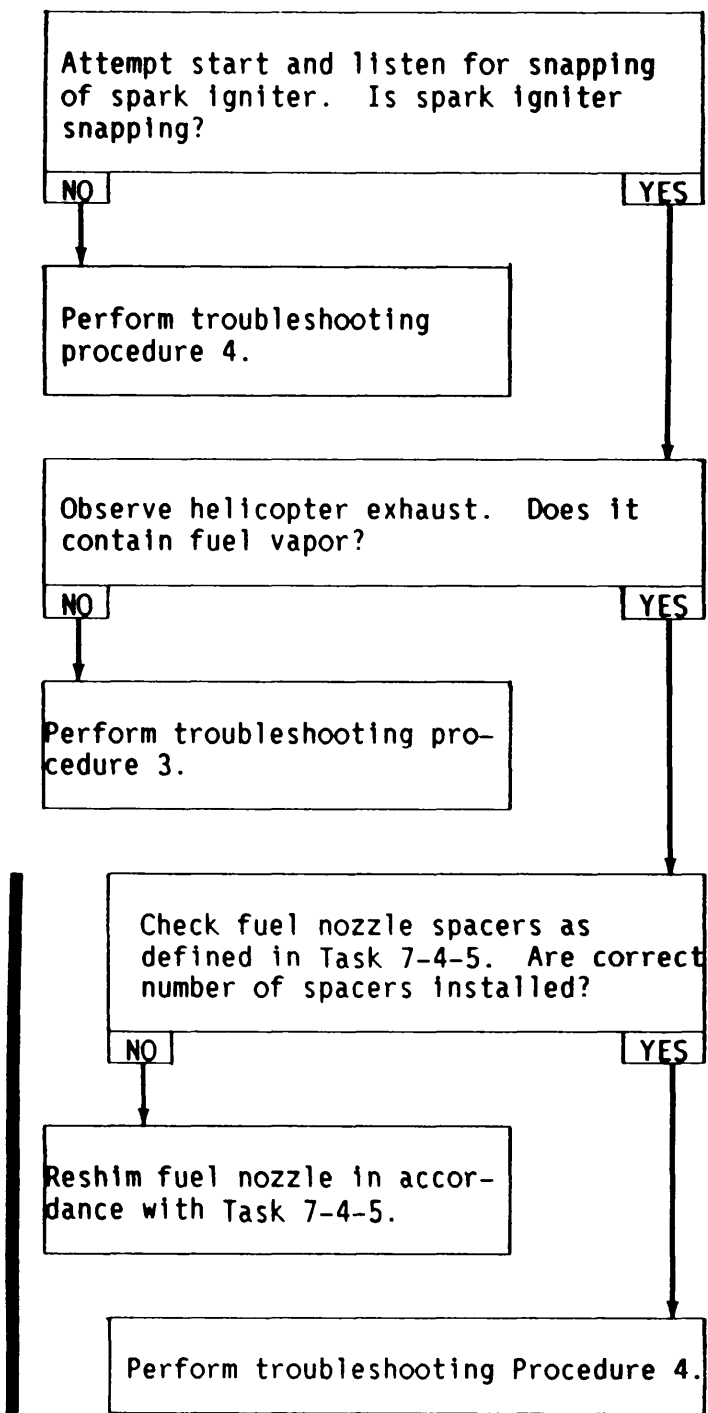 Attempt start and listen for snapping
of spark igniter. Is spark igniter
snapping?
NO
YES
Perform troubleshooting
procedure 4.
Observe helicopter exhaust. Does it
contain fuel vapor?
NO
YES
Perform troubleshooting pro-
cedure 3.
Check fuel nozzle spacers as
defined in Task 7-4-5. Are correct
number of spacers installed?
NO
YES
Reshim fuel nozzle in accor-
dance with Task 7-4-5.
Perform troubleshooting Procedure 4.